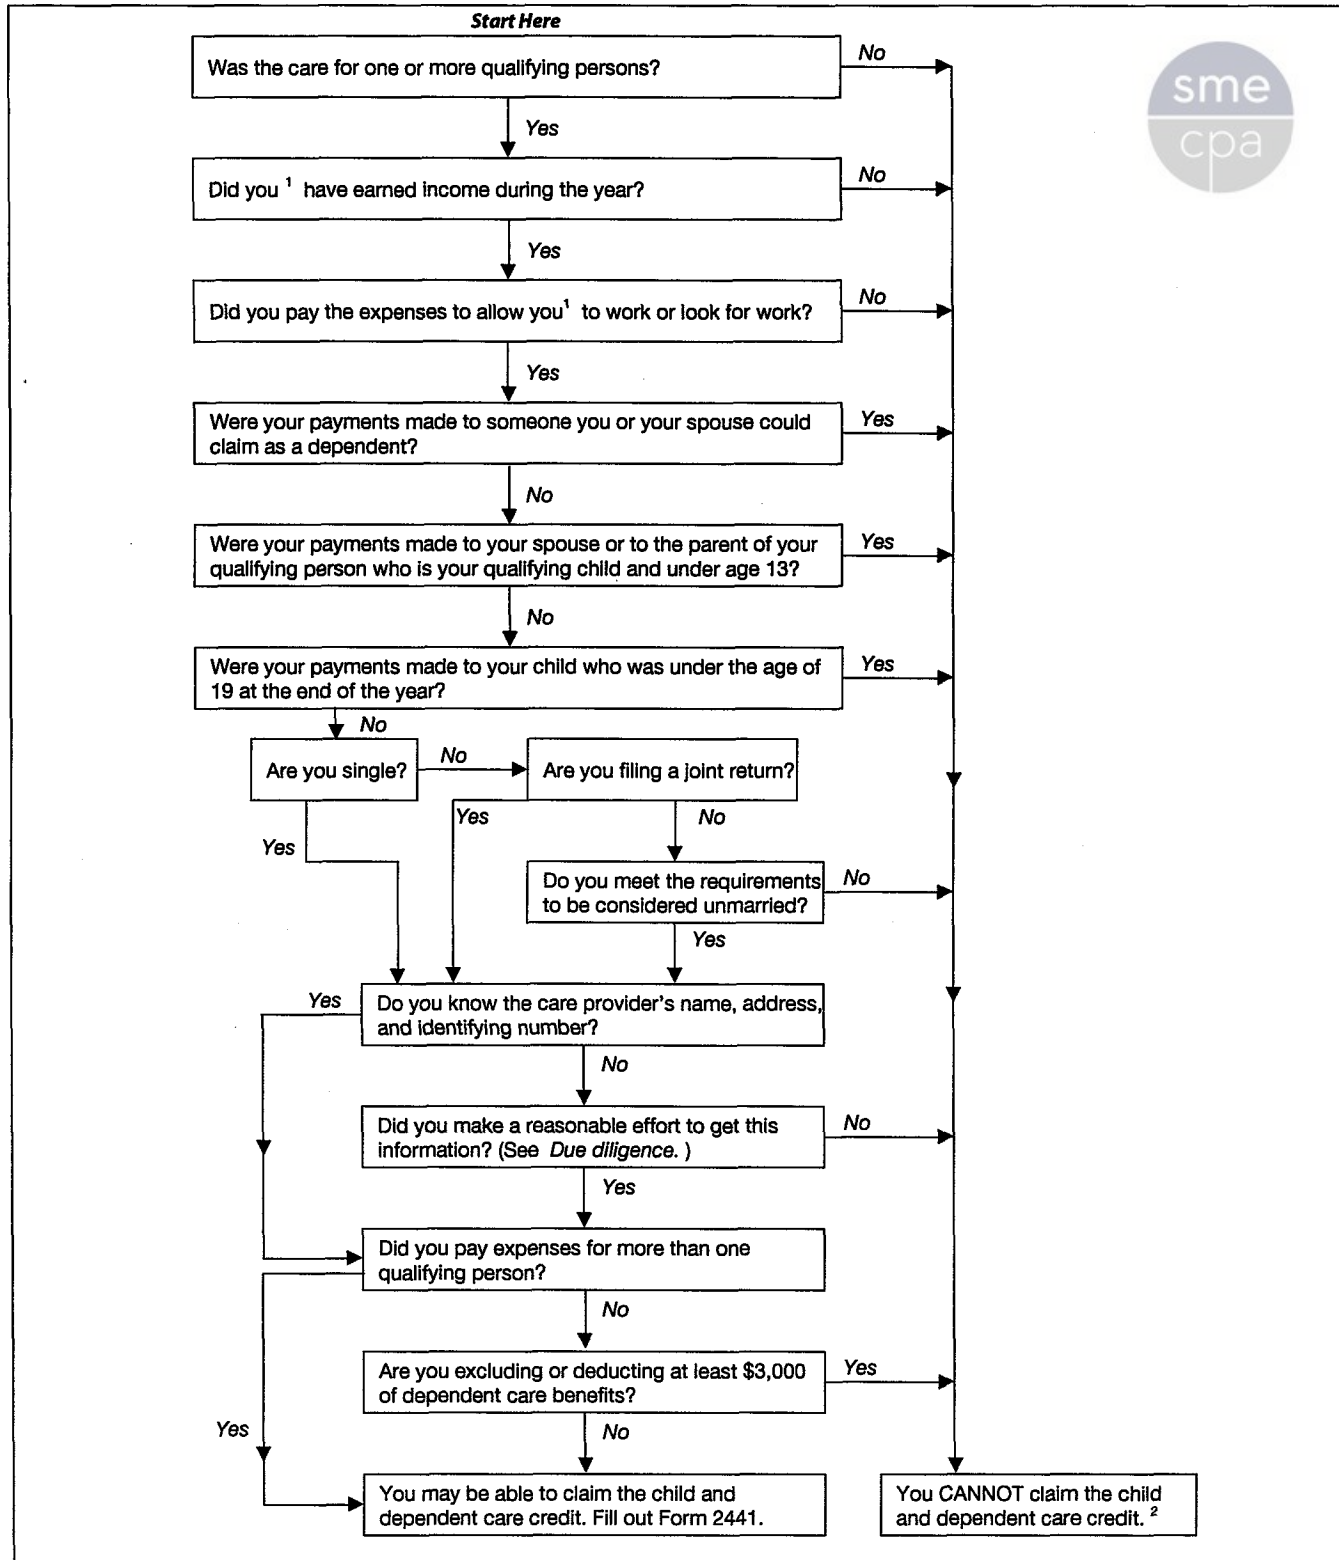 Start Here
Was the care for one or more qualifying persons?
No
Yes
Did you 1 have earned income during the year?
No
Yes
Did you pay the expenses to allow you1 to work or look for work?
No
Yes
Were your payments made to someone you or your spouse could
claim as a dependent?
Yes
No
Were your payments made to your spouse or to the parent of your
qualifying person who is your qualifying child and under age 13?
Yes
No
Were your payments made to your child who was under the age of
19 at the end of the year?
Yes
No
Are you single?
No
Are you filing a joint return?
Yes
Yes
No
Do you meet the requirements
to be considered unmarried?
No
Yes
Do you know the care provider's name, address,
and identifying number?
Yes
No
Did you make a reasonable effort to get this
information? (See Due diligence. )
No
Yes
Did you pay expenses for more than one
qualifying person?
No
Yes
Are you excluding or deducting at least $3,000
of dependent care benefits?
Yes
No
You may be able to claim the child and
dependent care credit. Fill out Form 2441.
You CANNOT claim the child
and dependent care credit. 2
sme
cpa